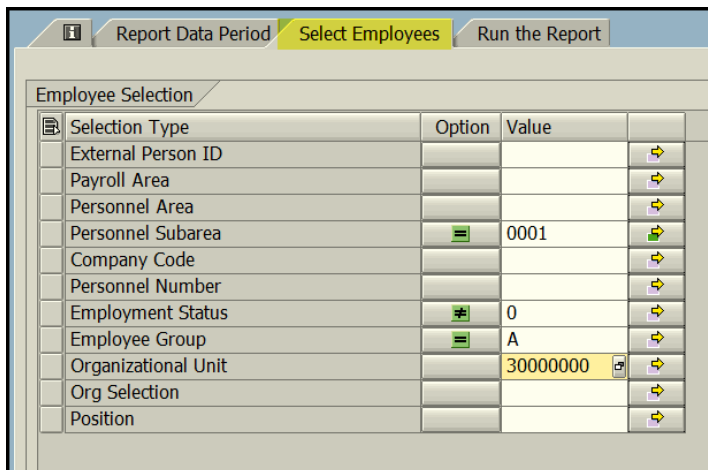 Report Data Period Select Employees Run the Report
Employee Selection
Selection Type Option Value
External Person ID
Payroll Area
Personnel Area
Personnel Subarea = 0001
Company Code
Personnel Number
Employment Status ≠ 0
Employee Group = A
Organizational Unit 30000000
Org Selection
Position